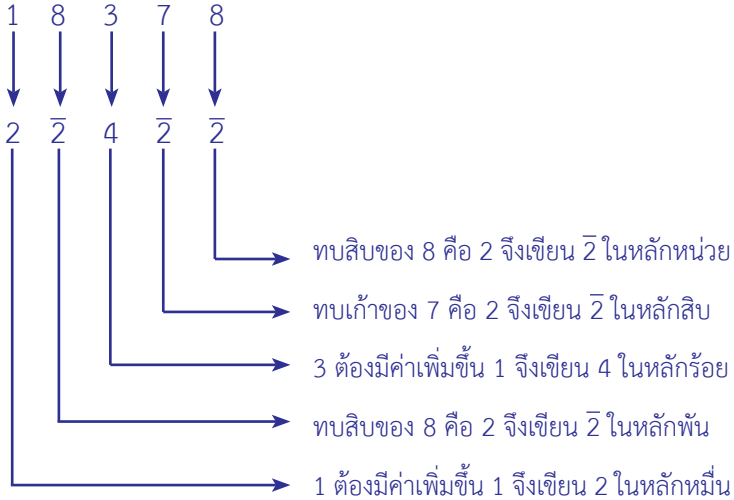 1 8 3 7 8
2 2̅ 4 2̅ 2̅
ทบสิบของ 8 คือ 2 จึงเขียน 2̅ ในหลักหน่วย
ทบเก้าของ 7 คือ 2 จึงเขียน 2̅ ในหลักสิบ
3 ต้องมีค่าเพิ่มขึ้น 1 จึงเขียน 4 ในหลักร้อย
ทบสิบของ 8 คือ 2 จึงเขียน 2̅ ในหลักพัน
1 ต้องมีค่าเพิ่มขึ้น 1 จึงเขียน 2 ในหลักหมื่น